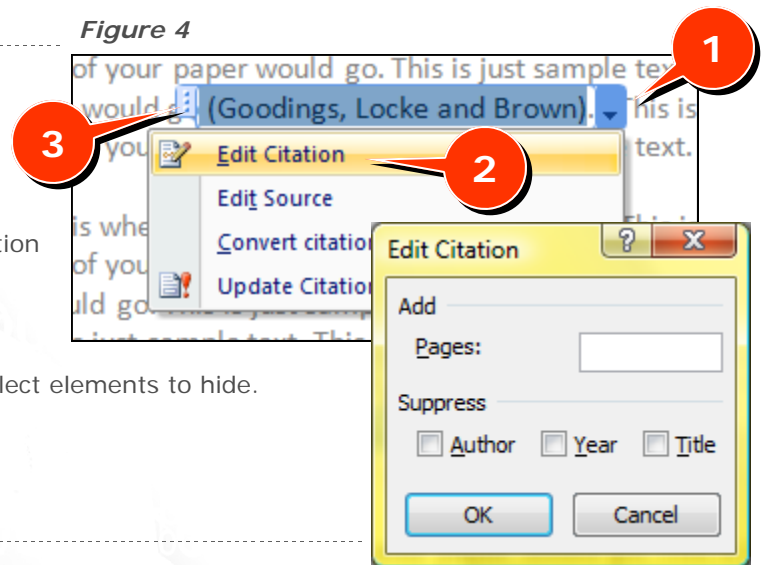 Figure 4
of your paper would go. This is just sample tex
1
would g (Goodings, Locke and Brown). his is
3
you Edit Citation 2 text.
Edit Source
is whe
tion
Convert citation
of you
Update Citation
uld go.
Edit Citation
Add
Pages:
lect elements to hide.
Suppress
Author Year Title
OK Cancel